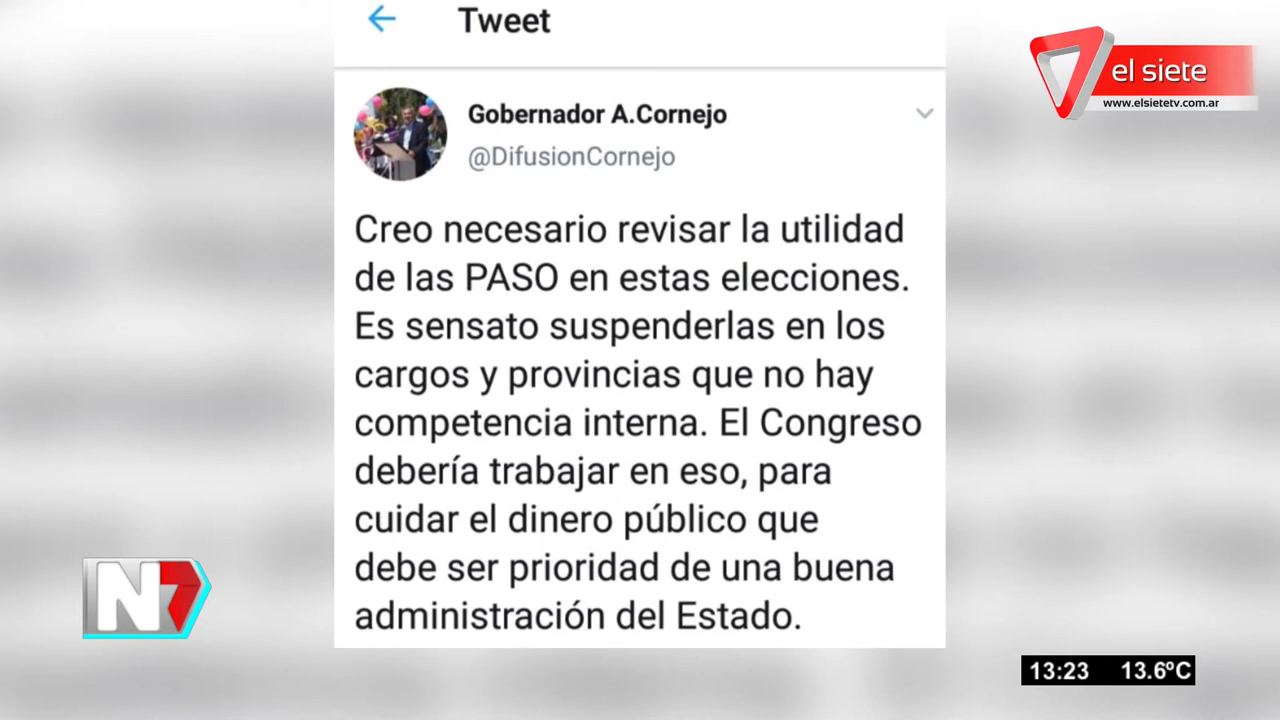 Tweet
Gobernador A.Cornejo
@DifusionCornejo
Creo necesario revisar la utilidad
de las PASO en estas elecciones.
Es sensato suspenderlas en los
cargos y provincias que no hay
competencia interna. El Congreso
debería trabajar en eso, para
cuidar el dinero público que
debe ser prioridad de una buena
administración del Estado.
el siete
www.elsietetv.com.ar
N7
13:23 13.6ºC